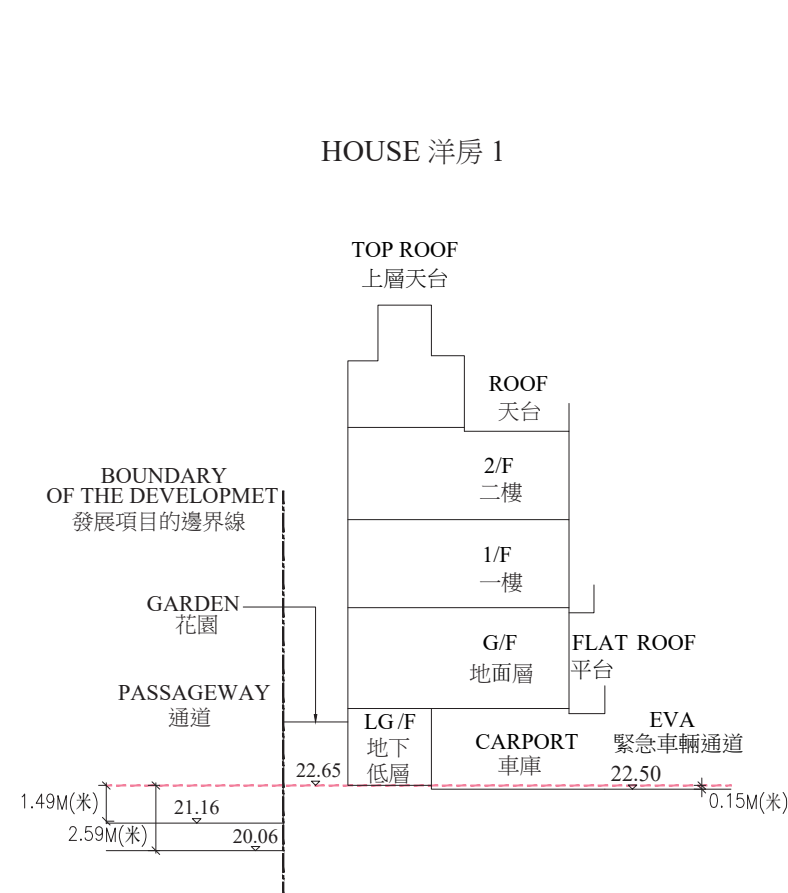 HOUSE 洋房 1
TOP ROOF
上層天台
ROOF
天台
2/F
二樓
BOUNDARY
OF THE DEVELOPMET
發展項目的邊界線
1/F
一樓
GARDEN
花園
G/F
地面層
FLAT ROOF
平台
PASSAGEWAY
通道
LG/F
地下
低層
CARPORT
車庫
EVA
緊急車輛通道
22.65
22.50
1.49M(米)
21.16
0.15M(米)
2.59M(米)
20.06